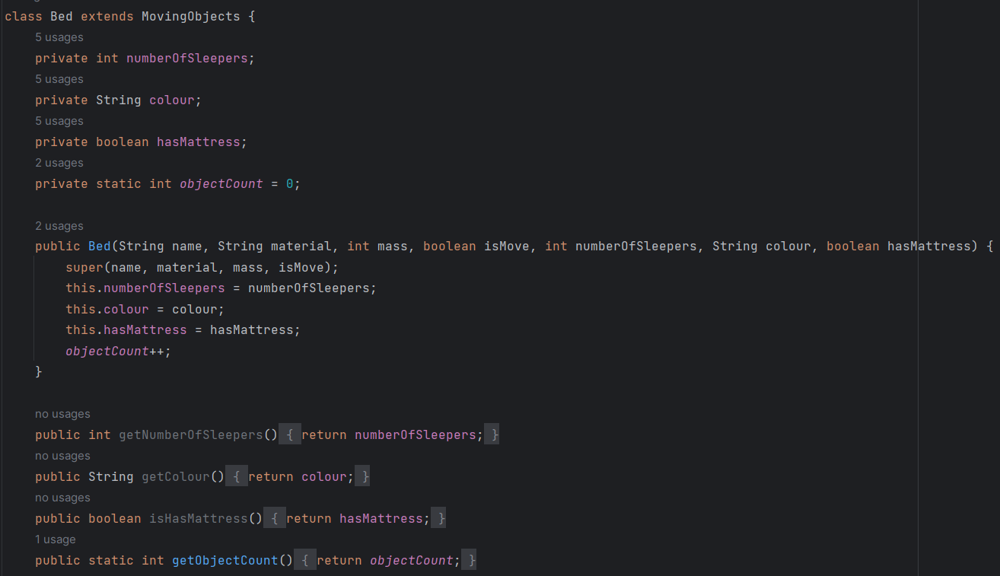 class Bed extends MovingObjects {
5 usages
private int numberOfSleepers;
5 usages
private String colour;
5 usages
private boolean hasMattress;
2 usages
private static int objectCount = 0;
2 usages
public Bed(String name, String material, int mass, boolean isMove, int numberOfSleepers, String colour, boolean hasMattress) {
super(name, material, mass, isMove);
this.numberOfSleepers = numberOfSleepers;
this.colour = colour;
this.hasMattress = hasMattress;
objectCount++;
}
no usages
public int getNumberOfSleepers() { return numberOfSleepers; }
no usages
public String getColour() { return colour; }
no usages
public boolean isHasMattress() { return hasMattress; }
1 usage
public static int getObjectCount() { return objectCount; }